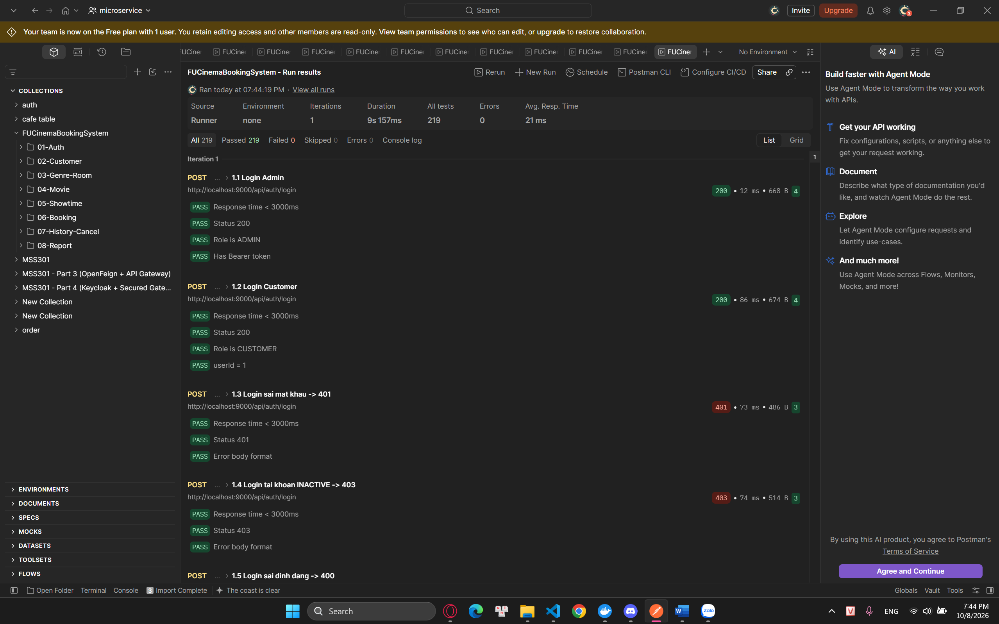 microservice
Search
Invite
Upgrade
Your team is now on the Free plan with 1 user. You retain editing access and other members are read-only. View team permissions to see who can edit, or upgrade to restore collaboration.
FUCiner
FUCiner
FUCiner
FUCiner
FUCiner
FUCiner
FUCiner
FUCiner
FUCiner
FUCiner
FUCiner
No Environment
AI
COLLECTIONS
auth
cafe table
FUCinemaBookingSystem
01-Auth
02-Customer
03-Genre-Room
04-Movie
05-Showtime
06-Booking
07-History-Cancel
08-Report
MSS301
MSS301 - Part 3 (OpenFeign + API Gateway)
MSS301 - Part 4 (Keycloak + Secured Gate...
New Collection
New Collection
order
ENVIRONMENTS
DOCUMENTS
SPECS
MOCKS
DATASETS
TOOLSETS
FLOWS
FUCinemaBookingSystem - Run results
Rerun
New Run
Schedule
Postman CLI
Configure CI/CD
Share
Ran today at 07:44:19 PM · View all runs
Source Environment Iterations Duration All tests Errors Avg. Resp. Time
Runner none 1 9s 157ms 219 0 21 ms
All 219 Passed 219 Failed 0 Skipped 0 Errors 0 Console log
List Grid
Iteration 1
1
POST ... > 1.1 Login Admin
http://localhost:9000/api/auth/login
200 • 12 ms • 668 B 4
PASS Response time < 3000ms
PASS Status 200
PASS Role is ADMIN
PASS Has Bearer token
POST ... > 1.2 Login Customer
http://localhost:9000/api/auth/login
200 • 86 ms • 674 B 4
PASS Response time < 3000ms
PASS Status 200
PASS Role is CUSTOMER
PASS userId = 1
POST ... > 1.3 Login sai mat khau -> 401
http://localhost:9000/api/auth/login
401 • 73 ms • 486 B 3
PASS Response time < 3000ms
PASS Status 401
PASS Error body format
POST ... > 1.4 Login tai khoan INACTIVE -> 403
http://localhost:9000/api/auth/login
403 • 74 ms • 514 B 3
PASS Response time < 3000ms
PASS Status 403
PASS Error body format
POST ... > 1.5 Login sai dinh dang -> 400
Build faster with Agent Mode
Use Agent Mode to transform the way you work
with APIs.
Get your API working
Fix configurations, scripts, or anything else to
get your request working.
Document
Describe what type of documentation you'd
like, and watch Agent Mode do the rest.
Explore
Let Agent Mode configure requests and
identify use-cases.
And much more!
Use Agent Mode across Flows, Monitors,
Mocks, and more!
By using this AI product, you agree to Postman's
Terms of Service
Agree and Continue
Open Folder Terminal Console 3 Import Complete The coast is clear
Globals Vault Tools
Search
Zalo
ENG
7:44 PM
10/8/2026